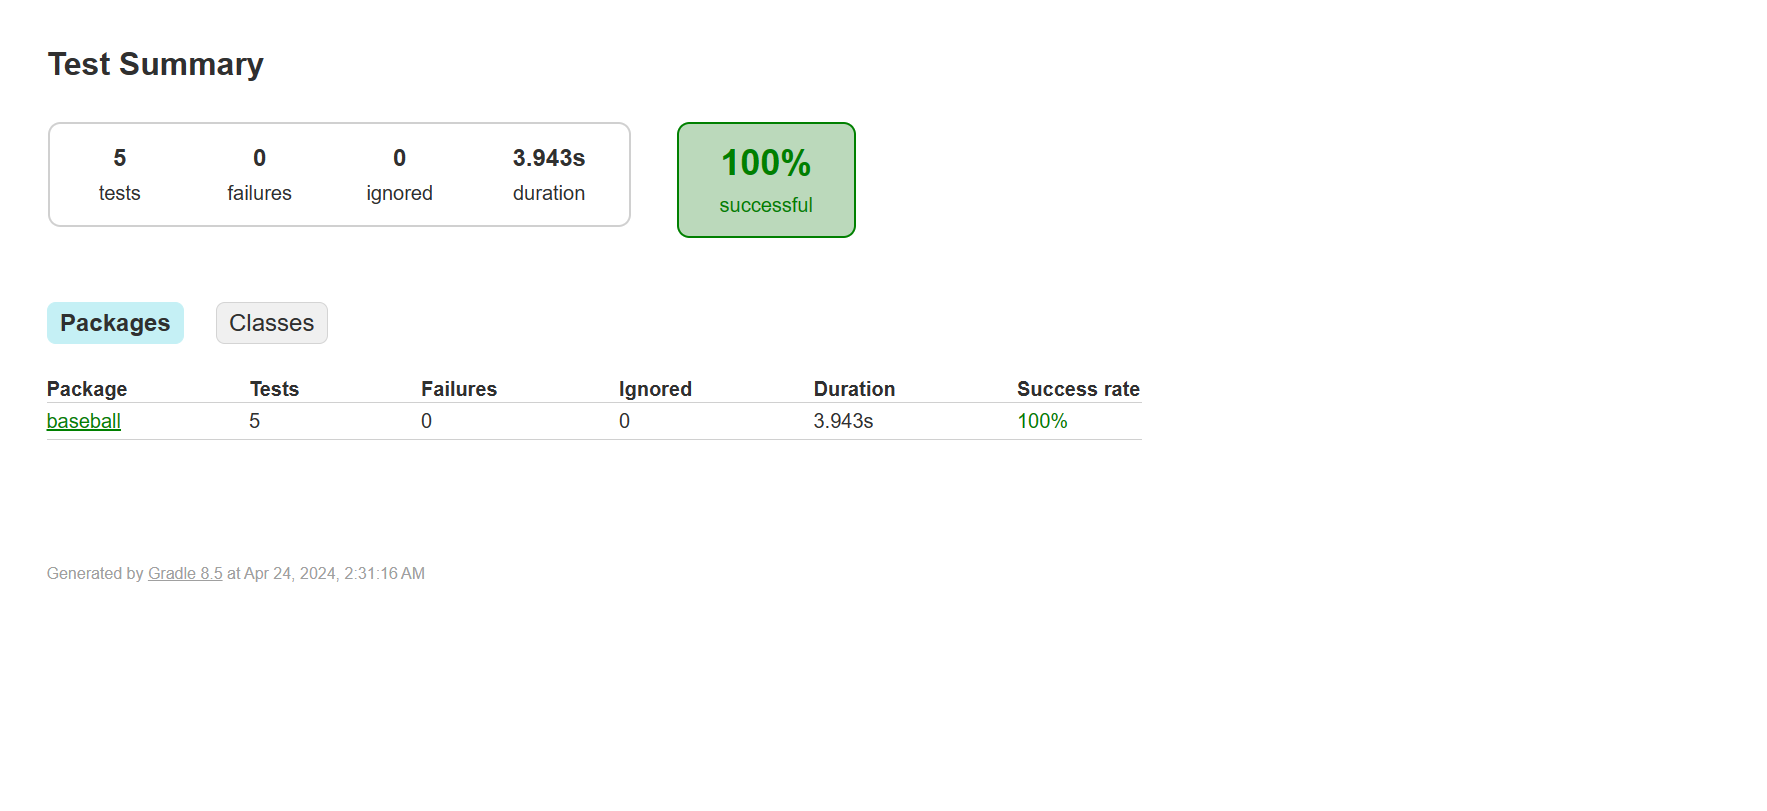 Test Summary
5 0 0 3.943s 100%
tests failures ignored duration successful
Packages Classes
Package Tests Failures Ignored Duration Success rate
baseball 5 0 0 3.943s 100%
Generated by Gradle 8.5 at Apr 24, 2024, 2:31:16 AM